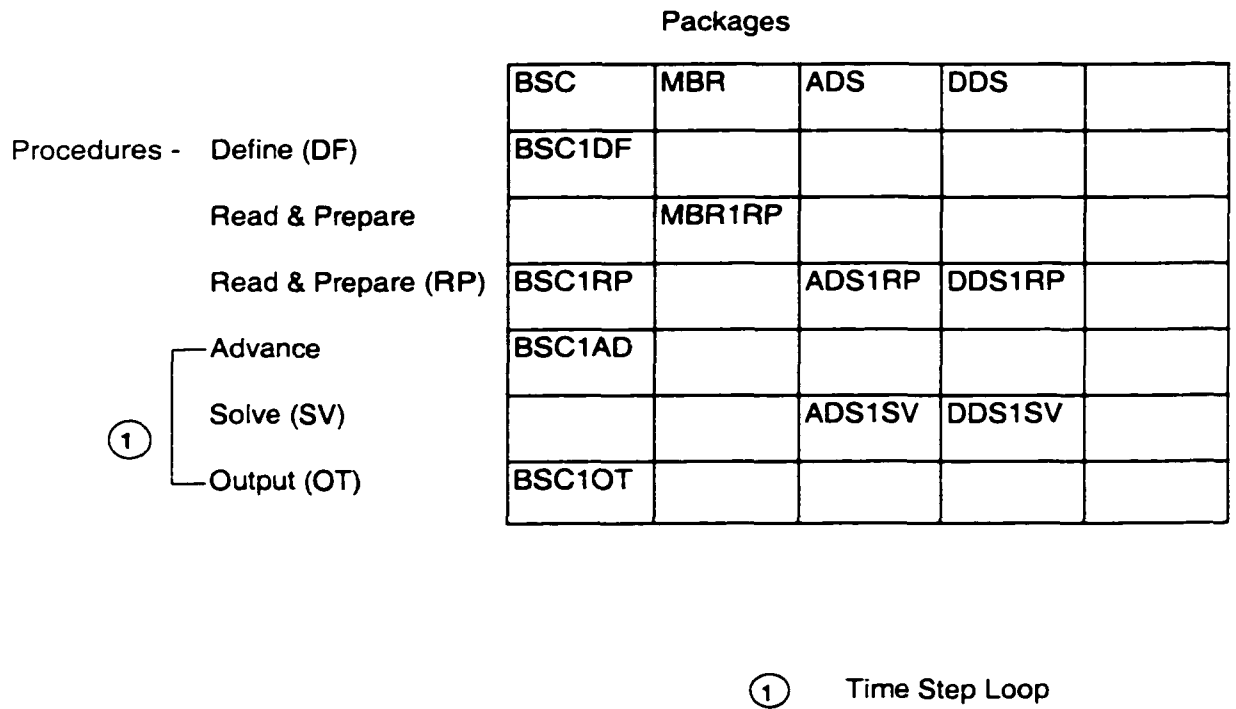 Packages
BSC MBR ADS DDS
Procedures - Define (DF) BSC1DF
Read & Prepare MBR1RP
Read & Prepare (RP) BSC1RP ADS1RP DDS1RP
Advance BSC1AD
Solve (SV) ADS1SV DDS1SV
1
Output (OT) BSC1OT
1 Time Step Loop